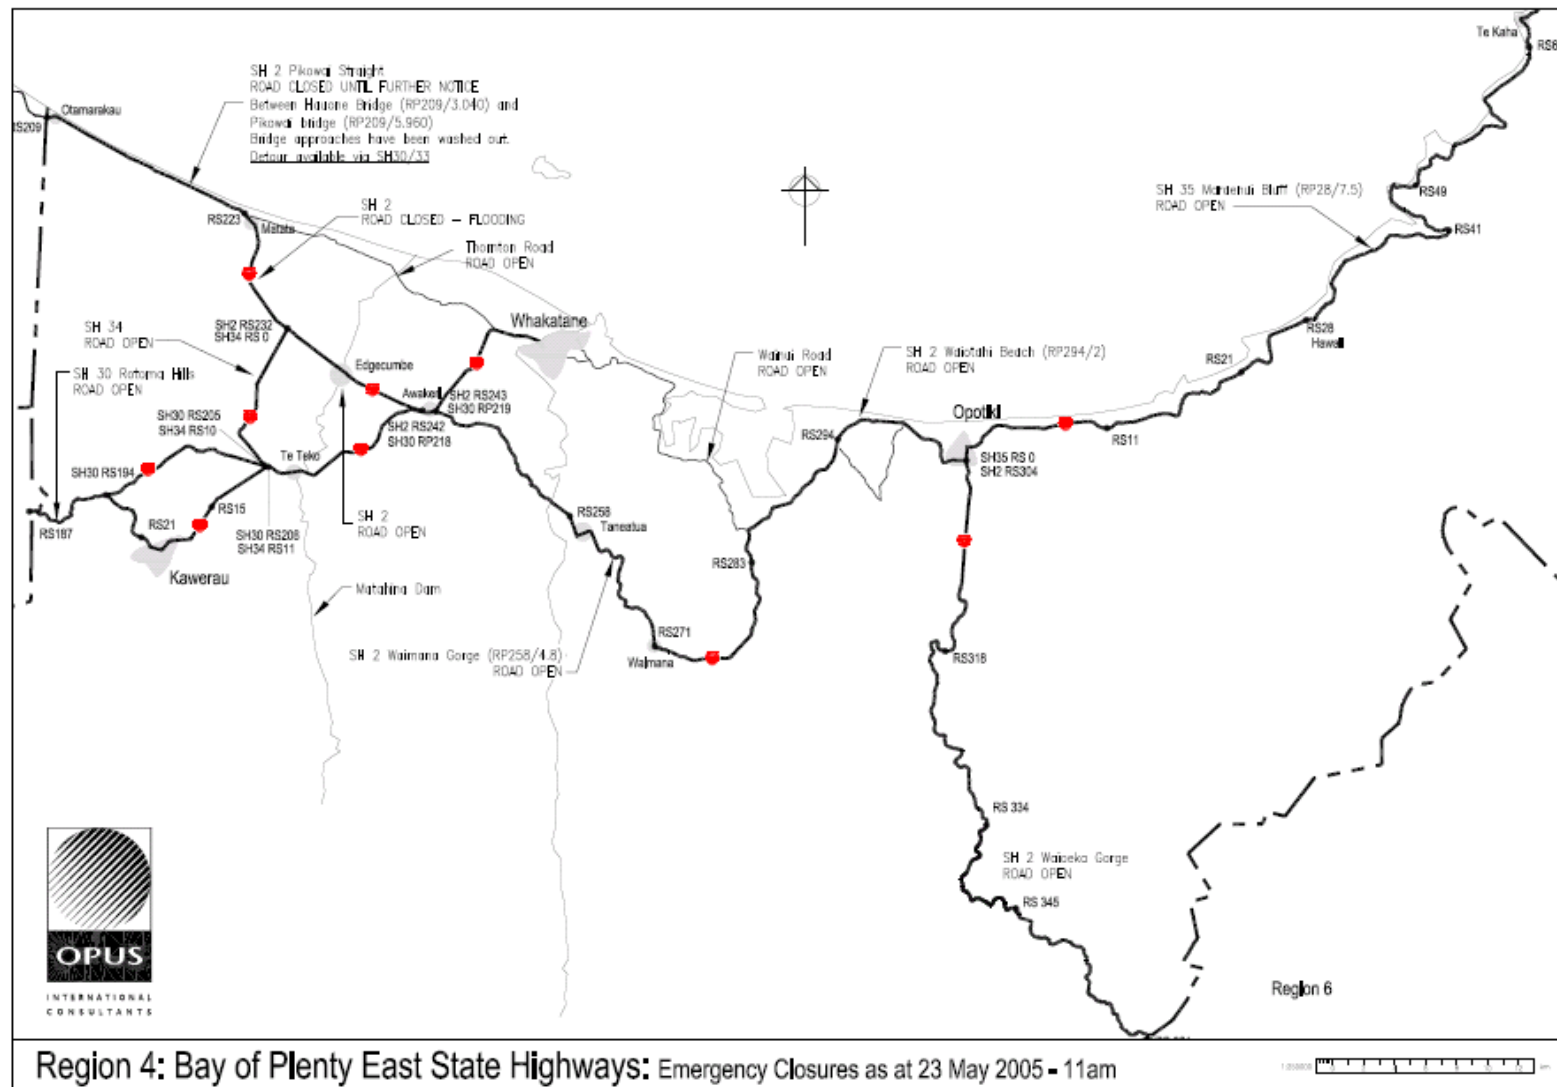 Te Kaha
SH 2 Pikowai Straight
ROAD CLOSED UNTIL FURTHER NOTICE
Between Hauone Bridge (RP209/3.040) and
Pikowai bridge (RP209/5.960)
Bridge approaches have been washed out.
Detour available via SH30/33
Otamarakau
RS209
SH 35 Maraenui Bluff (RP28/7.5)
ROAD OPEN
RS49
RS41
SH 2
ROAD CLOSED - FLOODING
RS223
Matata
Thornton Road
ROAD OPEN
Whakatane
SH2 RS232
SH34 RS 0
SH 34
ROAD OPEN
RS28
Hawaii
RS21
Wainui Road
ROAD OPEN
SH 2 Waiotahi Beach (RP294/2)
ROAD OPEN
Edgecumbe
SH 30 Rotoma Hills
ROAD OPEN
Awakeri
SH2 RS243
SH30 RP219
SH30 RS205
SH34 RS10
SH2 RS242
SH30 RP218
Opotiki
RS294
RS11
SH30 RS194
Te Teko
SH35 RS 0
SH2 RS304
RS187
RS21
RS15
SH30 RS206
SH34 RS11
SH 2
ROAD OPEN
RS258
Taneatua
RS283
Kawerau
Matahina Dam
RS271
Waimana
SH 2 Waimana Gorge (RP258/4.8)
ROAD OPEN
RS318
RS 334
SH 2 Waioeka Gorge
ROAD OPEN
RS 345
OPUS
INTERNATIONAL
CONSULTANTS
Region 6
Region 4: Bay of Plenty East State Highways: Emergency Closures as at 23 May 2005 - 11am